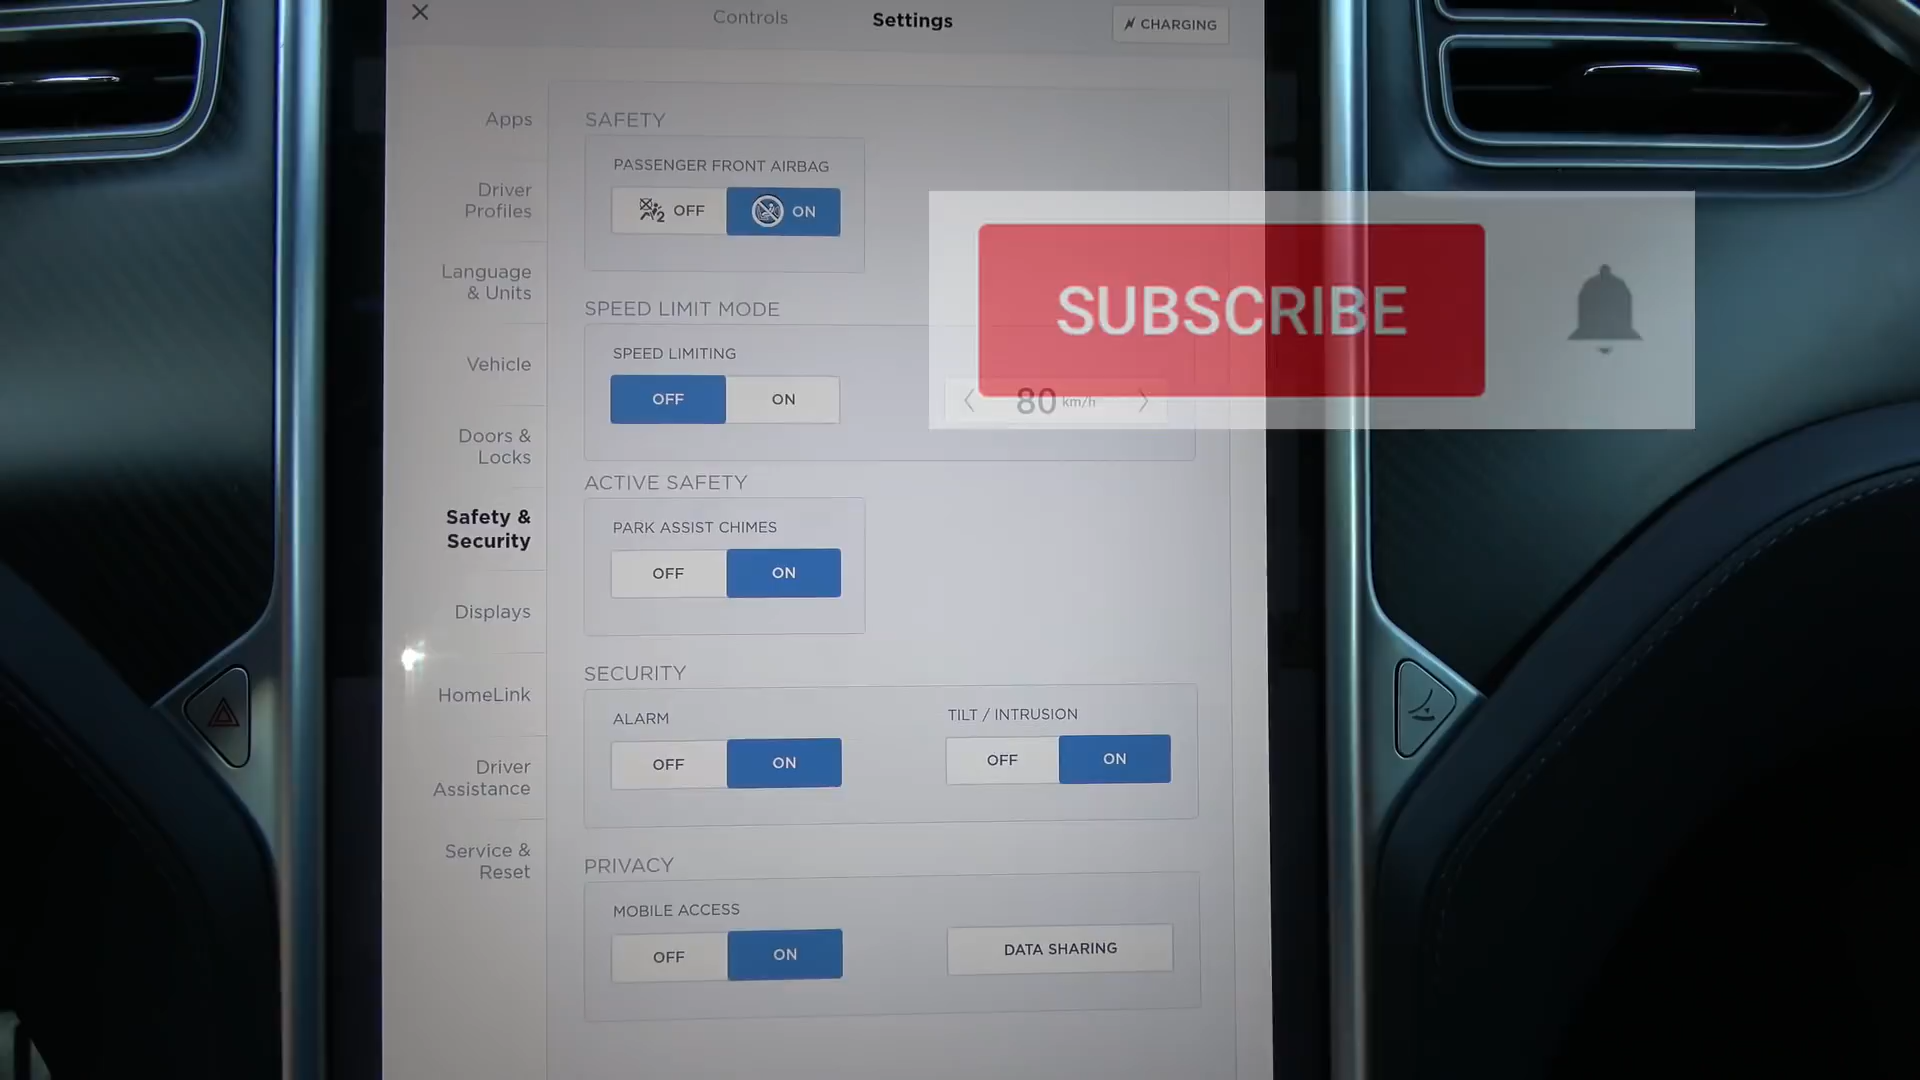 Controls
Settings
CHARGING
Apps
Driver
Profiles
Language
& Units
Vehicle
Doors &
Locks
Safety &
Security
Displays
HomeLink
Driver
Assistance
Service &
Reset
SAFETY
PASSENGER FRONT AIRBAG
2 OFF
ON
SPEED LIMIT MODE
SPEED LIMITING
OFF
ON
80 km/h
SUBSCRIBE
ACTIVE SAFETY
PARK ASSIST CHIMES
OFF
ON
SECURITY
ALARM
OFF
ON
TILT / INTRUSION
OFF
ON
PRIVACY
MOBILE ACCESS
OFF
ON
DATA SHARING